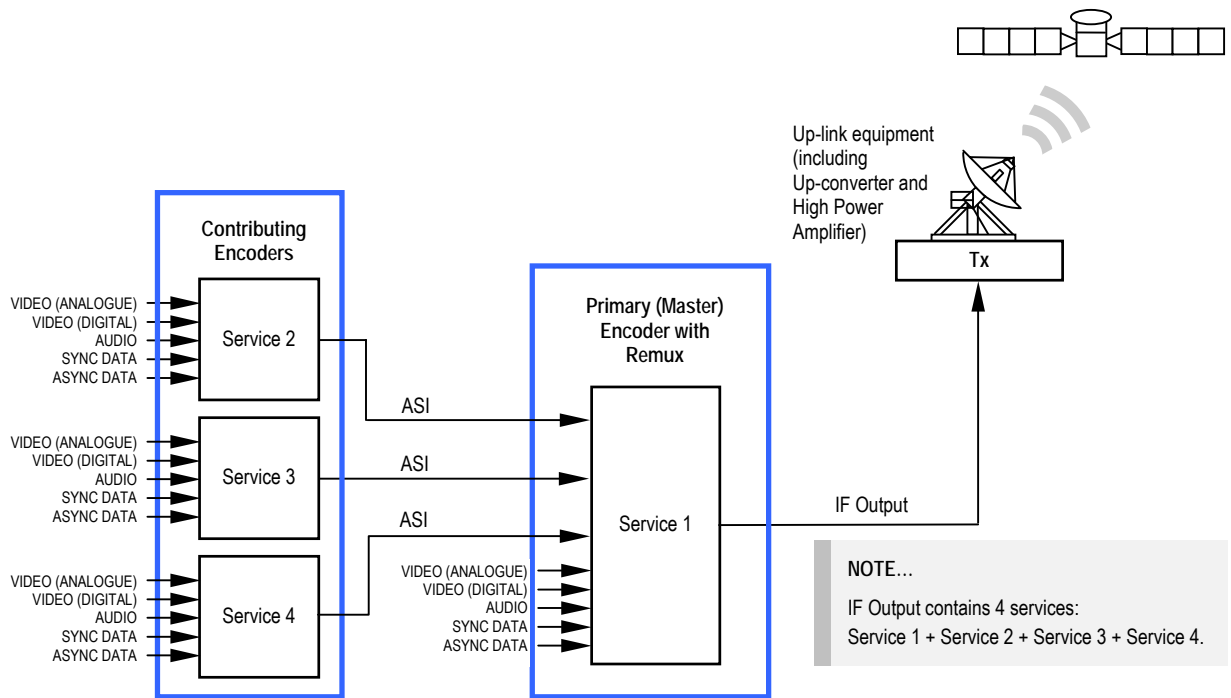 Up-link equipment
(including
Up-converter and
High Power
Amplifier)
Tx
Contributing
Encoders
VIDEO (ANALOGUE)
VIDEO (DIGITAL)
AUDIO
SYNC DATA
ASYNC DATA
Service 2
VIDEO (ANALOGUE)
VIDEO (DIGITAL)
AUDIO
SYNC DATA
ASYNC DATA
Service 3
VIDEO (ANALOGUE)
VIDEO (DIGITAL)
AUDIO
SYNC DATA
ASYNC DATA
Service 4
ASI
ASI
ASI
Primary (Master)
Encoder with
Remux
VIDEO (ANALOGUE)
VIDEO (DIGITAL)
AUDIO
SYNC DATA
ASYNC DATA
Service 1
IF Output
NOTE...
IF Output contains 4 services:
Service 1 + Service 2 + Service 3 + Service 4.